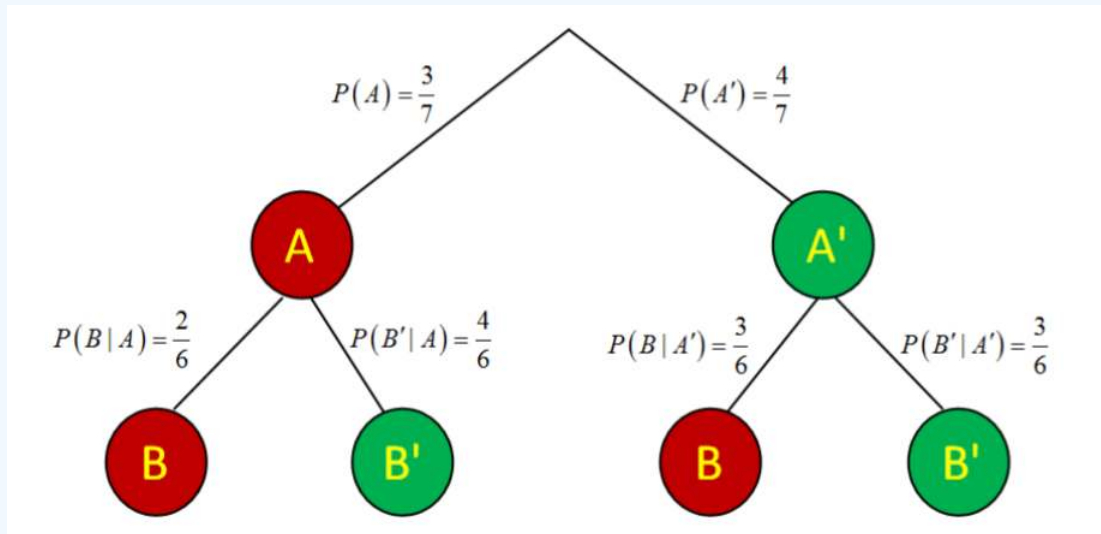 P(A) = 3/7
P(A′) = 4/7
A
A'
P(B | A) = 2/6
P(B′ | A) = 4/6
P(B | A′) = 3/6
P(B′ | A′) = 3/6
B
B'
B
B'